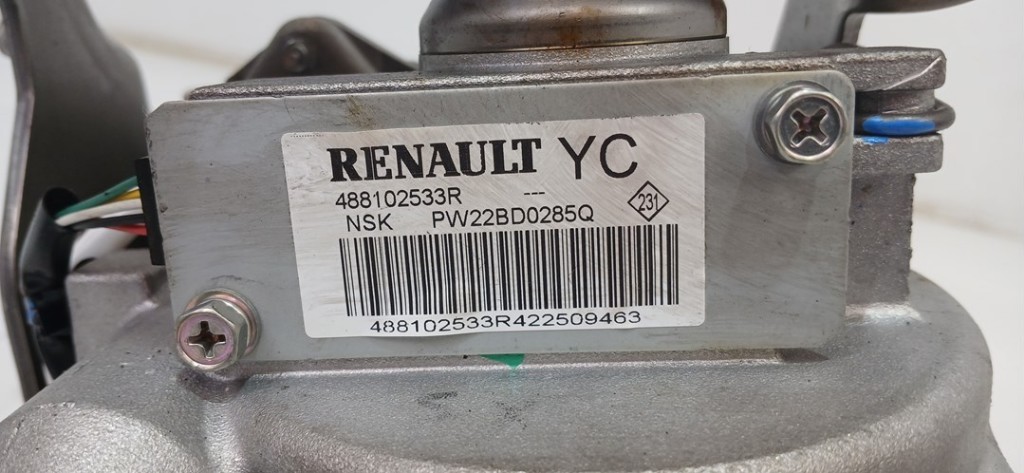 RENAULT YC
488102533R --- 231
NSK PW22BD0285Q
488102533R422509463